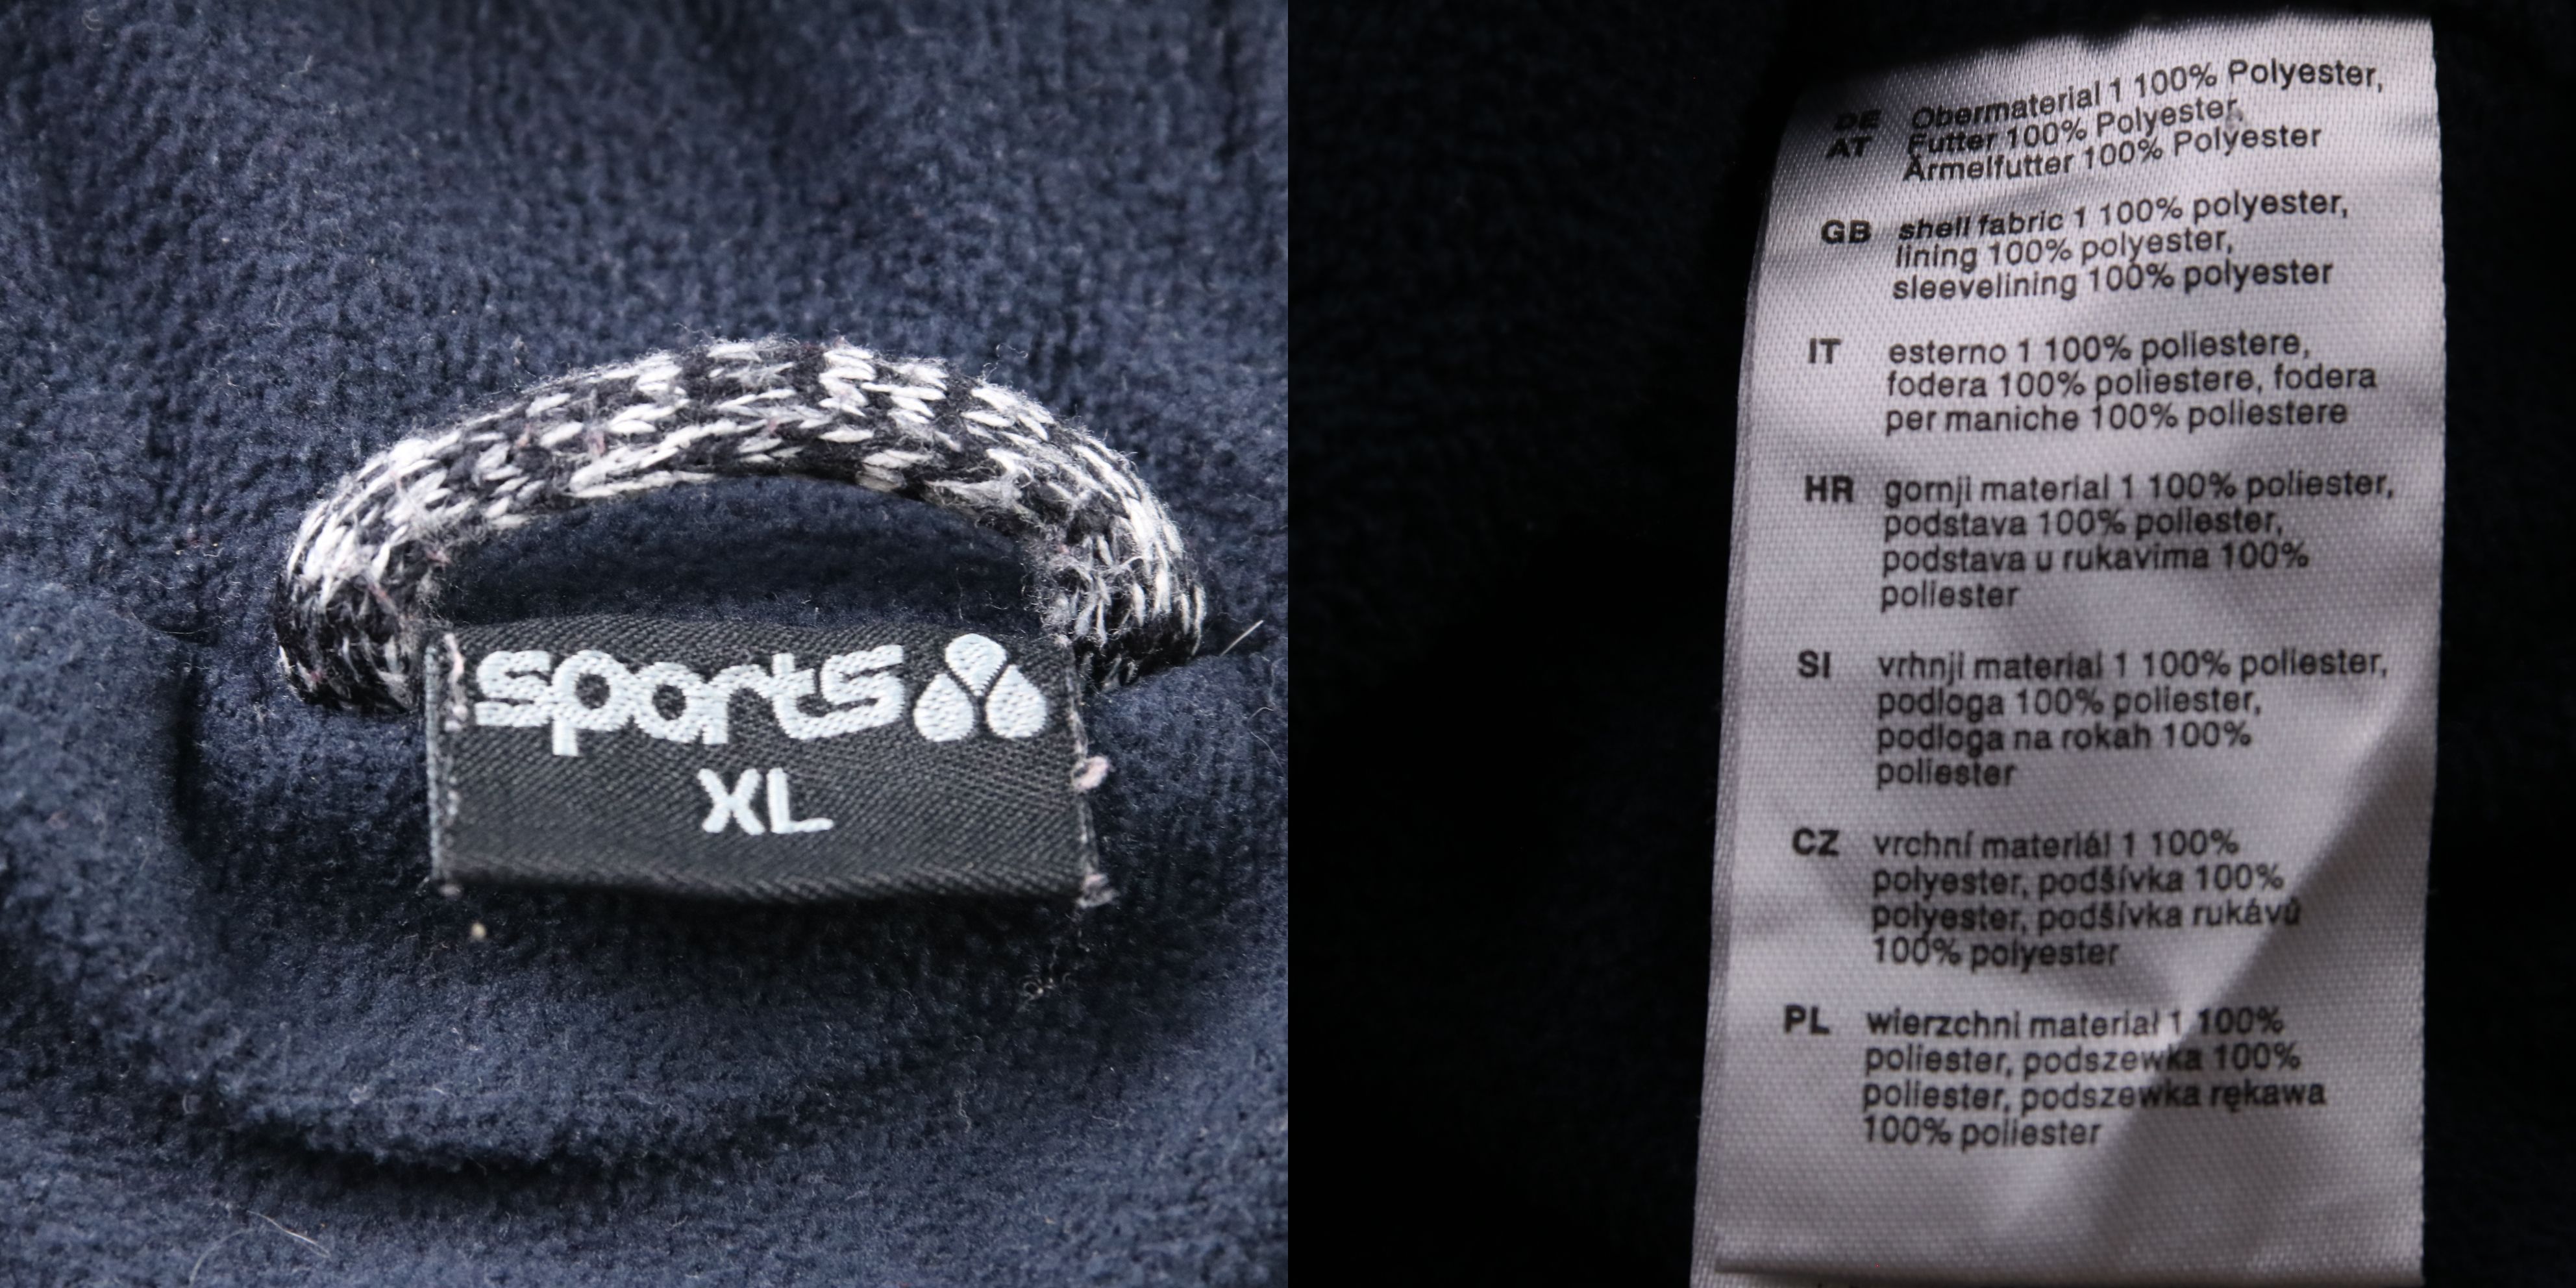 sports
XL
DE Obermaterial 1 100% Polyester,
AT Futter 100% Polyester,
Ärmelfutter 100% Polyester
GB shell fabric 1 100% polyester,
lining 100% polyester,
sleevelining 100% polyester
IT esterno 1 100% poliestere,
fodera 100% poliestere, fodera
per maniche 100% poliestere
HR gornji material 1 100% poliester,
podstava 100% poliester,
podstava u rukavima 100%
poliester
SI vrhnji material 1 100% poliester,
podloga 100% poliester,
podloga na rokah 100%
poliester
CZ vrchní materiál 1 100%
polyester, podšívka 100%
polyester, podšívka rukávů
100% polyester
PL wierzchni materiał 1 100%
poliester, podszewka 100%
poliester, podszewka rękawa
100% poliester